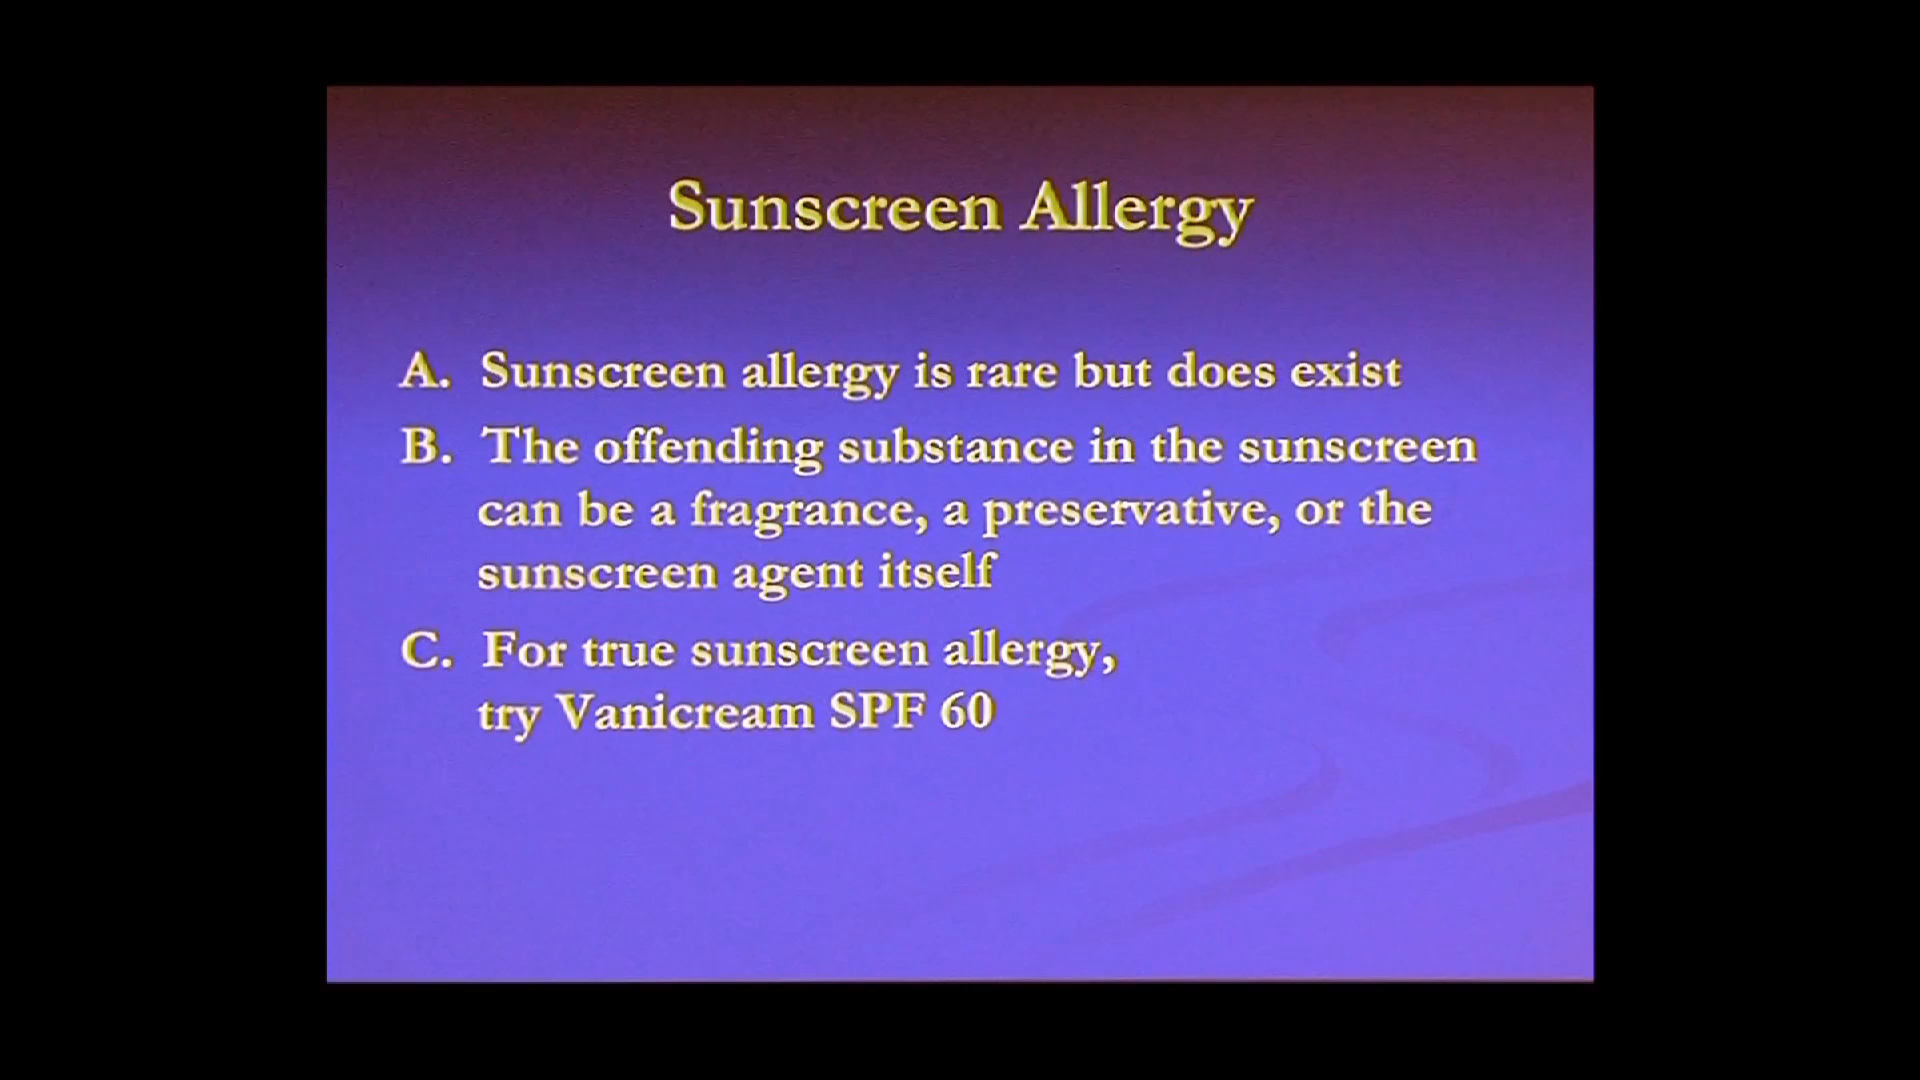 Sunscreen Allergy
A. Sunscreen allergy is rare but does exist
B. The offending substance in the sunscreen
can be a fragrance, a preservative, or the
sunscreen agent itself
C. For true sunscreen allergy,
try Vanicream SPF 60